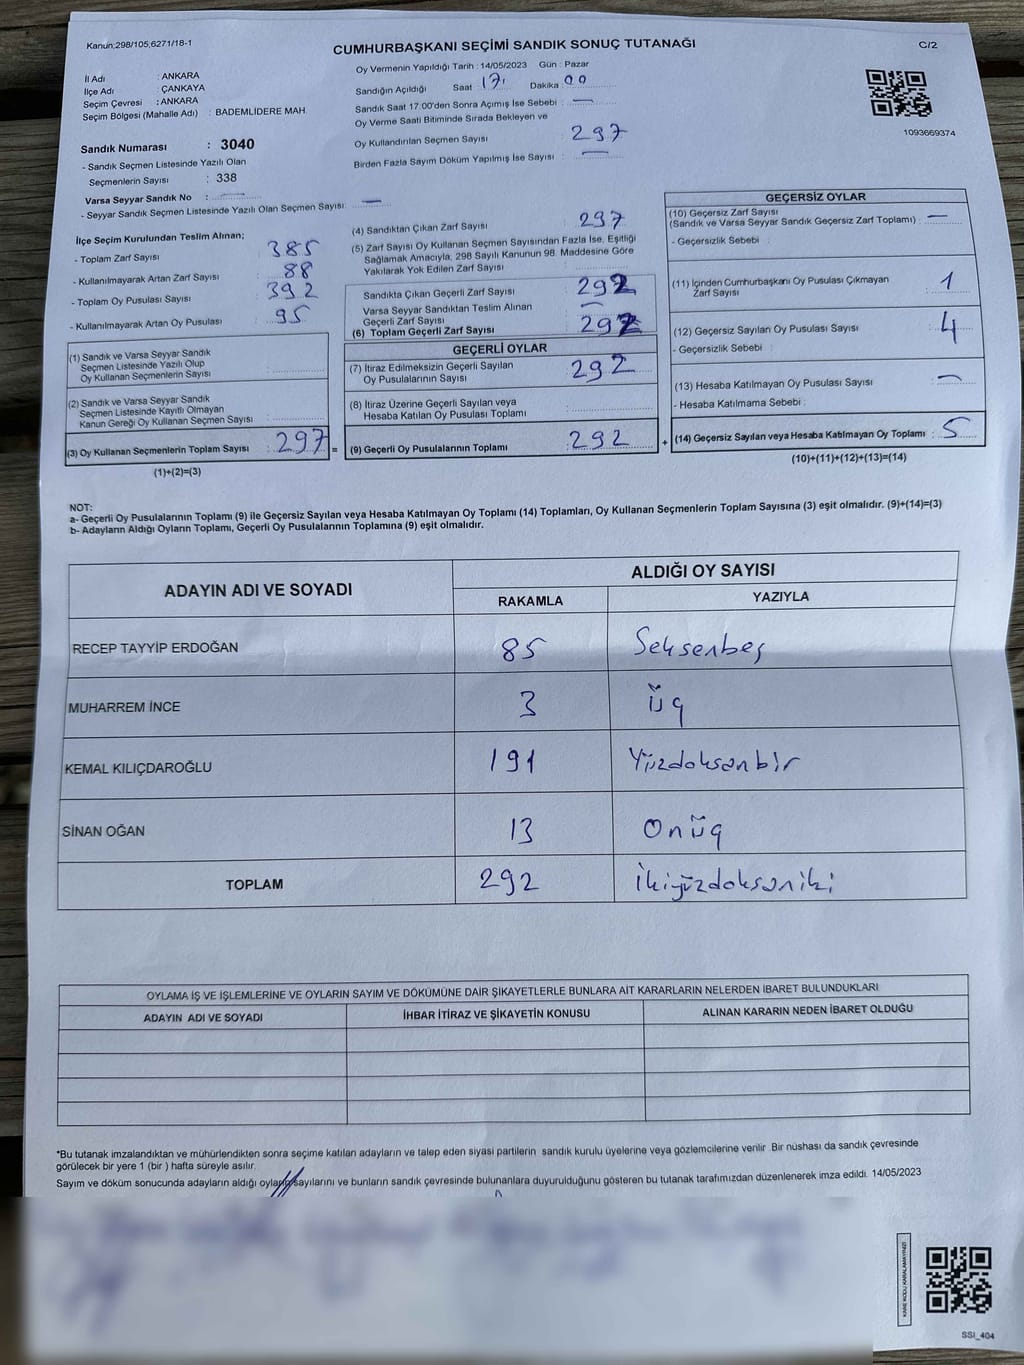 Kanun;298/105;6271/18-1
CUMHURBAŞKANI SEÇİMİ SANDIK SONUÇ TUTANAĞI
C/2
İl Adı : ANKARA
İlçe Adı : ÇANKAYA
Seçim Çevresi : ANKARA
Seçim Bölgesi (Mahalle Adı) : BADEMLİDERE MAH.
Oy Vermenin Yapıldığı Tarih : 14/05/2023 Gün : Pazar
Sandığın Açıldığı Saat 17 Dakika 00
Sandık Saat 17:00'den Sonra Açımış İse Sebebi : —
Oy Verme Saati Bitiminde Sırada Bekleyen ve
Oy Kullandırılan Seçmen Sayısı : 297
Birden Fazla Sayım Döküm Yapılmış İse Sayısı : —
1093669374
Sandık Numarası : 3040
- Sandık Seçmen Listesinde Yazılı Olan
Seçmenlerin Sayısı : 338
Varsa Seyyar Sandık No : —
- Seyyar Sandık Seçmen Listesinde Yazılı Olan Seçmen Sayısı: —
İlçe Seçim Kurulundan Teslim Alınan;
- Toplam Zarf Sayısı : 385
- Kullanılmayarak Artan Zarf Sayısı : 88
- Toplam Oy Pusulası Sayısı : 392
- Kullanılmayarak Artan Oy Pusulası : 95
(1) Sandık ve Varsa Seyyar Sandık
Seçmen Listesinde Yazılı Olup
Oy Kullanan Seçmenlerin Sayısı :
(2) Sandık ve Varsa Seyyar Sandık
Seçmen Listesinde Kayıtlı Olmayan
Kanun Gereği Oy Kullanan Seçmen Sayısı :
(3) Oy Kullanan Seçmenlerin Toplam Sayısı : 297 =
(1)+(2)=(3)
(4) Sandıktan Çıkan Zarf Sayısı : 297
(5) Zarf Sayısı Oy Kullanan Seçmen Sayısından Fazla İse, Eşitliği
Sağlamak Amacıyla, 298 Sayılı Kanunun 98. Maddesine Göre
Yakılarak Yok Edilen Zarf Sayısı :
Sandıkta Çıkan Geçerli Zarf Sayısı : 292
Varsa Seyyar Sandıktan Teslim Alınan
Geçerli Zarf Sayısı : —
(6) Toplam Geçerli Zarf Sayısı : 292
GEÇERLİ OYLAR
(7) İtiraz Edilmeksizin Geçerli Sayılan
Oy Pusulalarının Sayısı : 292
(8) İtiraz Üzerine Geçerli Sayılan veya
Hesaba Katılan Oy Pusulası Toplamı :
(9) Geçerli Oy Pusulalarının Toplamı : 292 +
GEÇERSİZ OYLAR
(10) Geçersiz Zarf Sayısı
(Sandık ve Varsa Seyyar Sandık Geçersiz Zarf Toplamı) : —
- Geçersizlik Sebebi :
(11) İçinden Cumhurbaşkanı Oy Pusulası Çıkmayan
Zarf Sayısı : 1
(12) Geçersiz Sayılan Oy Pusulası Sayısı : 4
- Geçersizlik Sebebi :
(13) Hesaba Katılmayan Oy Pusulası Sayısı : —
- Hesaba Katılmama Sebebi :
(14) Geçersiz Sayılan veya Hesaba Katılmayan Oy Toplamı : 5
(10)+(11)+(12)+(13)=(14)
NOT:
a- Geçerli Oy Pusulalarının Toplamı (9) ile Geçersiz Sayılan veya Hesaba Katılmayan Oy Toplamı (14) Toplamları, Oy Kullanan Seçmenlerin Toplam Sayısına (3) eşit olmalıdır. (9)+(14)=(3)
b- Adayların Aldığı Oyların Toplamı, Geçerli Oy Pusulalarının Toplamına (9) eşit olmalıdır.
ADAYIN ADI VE SOYADI
ALDIĞI OY SAYISI
RAKAMLA YAZIYLA
RECEP TAYYİP ERDOĞAN 85 Seksenbeş
MUHARREM İNCE 3 üç
KEMAL KILIÇDAROĞLU 191 Yüzdoksanbir
SİNAN OĞAN 13 Onüç
TOPLAM 292 İkiyüzdoksaniki
OYLAMA İŞ VE İŞLEMLERİNE VE OYLARIN SAYIM VE DÖKÜMÜNE DAİR ŞİKAYETLERLE BUNLARA AİT KARARLARIN NELERDEN İBARET BULUNDUKLARI
ADAYIN ADI VE SOYADI İHBAR İTİRAZ VE ŞİKAYETİN KONUSU ALINAN KARARIN NEDEN İBARET OLDUĞU
*Bu tutanak imzalandıktan ve mühürlendikten sonra seçime katılan adayların ve talep eden siyasi partilerin sandık kurulu üyelerine veya gözlemcilerine verilir. Bir nüshası da sandık çevresinde
görülecek bir yere 1 (bir ) hafta süreyle asılır.
Sayım ve döküm sonucunda adayların aldığı oyların sayılarını ve bunların sandık çevresinde bulunanlara duyurulduğunu gösteren bu tutanak tarafımızdan düzenlenerek imza edildi. 14/05/2023
KARE KODU KARALAMAYINIZ!
SSI_404